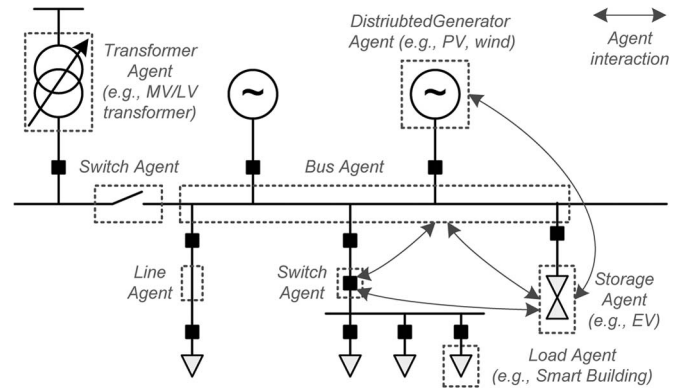 DistriubtedGenerator
Agent (e.g., PV, wind)
Agent
interaction
Transformer
Agent
(e.g., MV/LV
transformer)
~
~
Switch Agent
Bus Agent
Line
Agent
Switch
Agent
Storage
Agent
(e.g., EV)
Load Agent
(e.g., Smart Building)